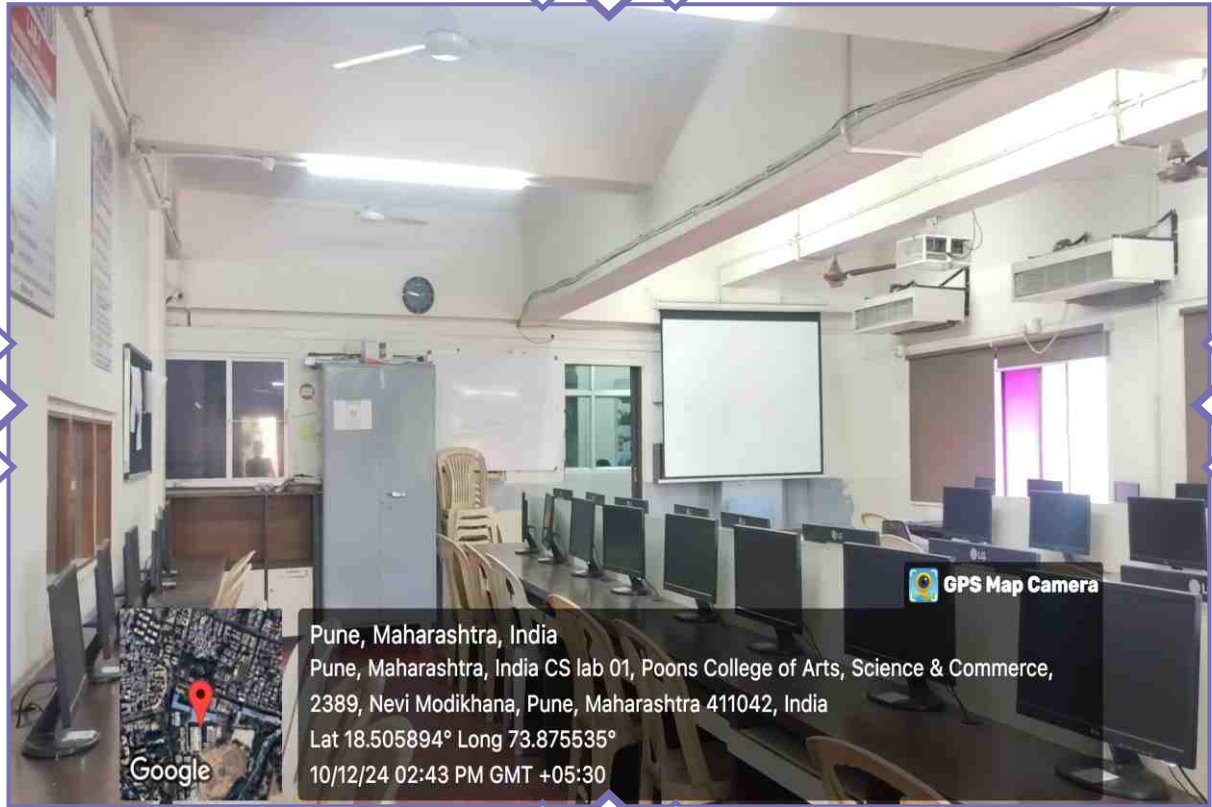 LG
GPS Map Camera
Pune, Maharashtra, India
Pune, Maharashtra, India CS lab 01, Poons College of Arts, Science & Commerce,
2389, Nevi Modikhana, Pune, Maharashtra 411042, India
Lat 18.505894° Long 73.875535°
10/12/24 02:43 PM GMT +05:30
Google